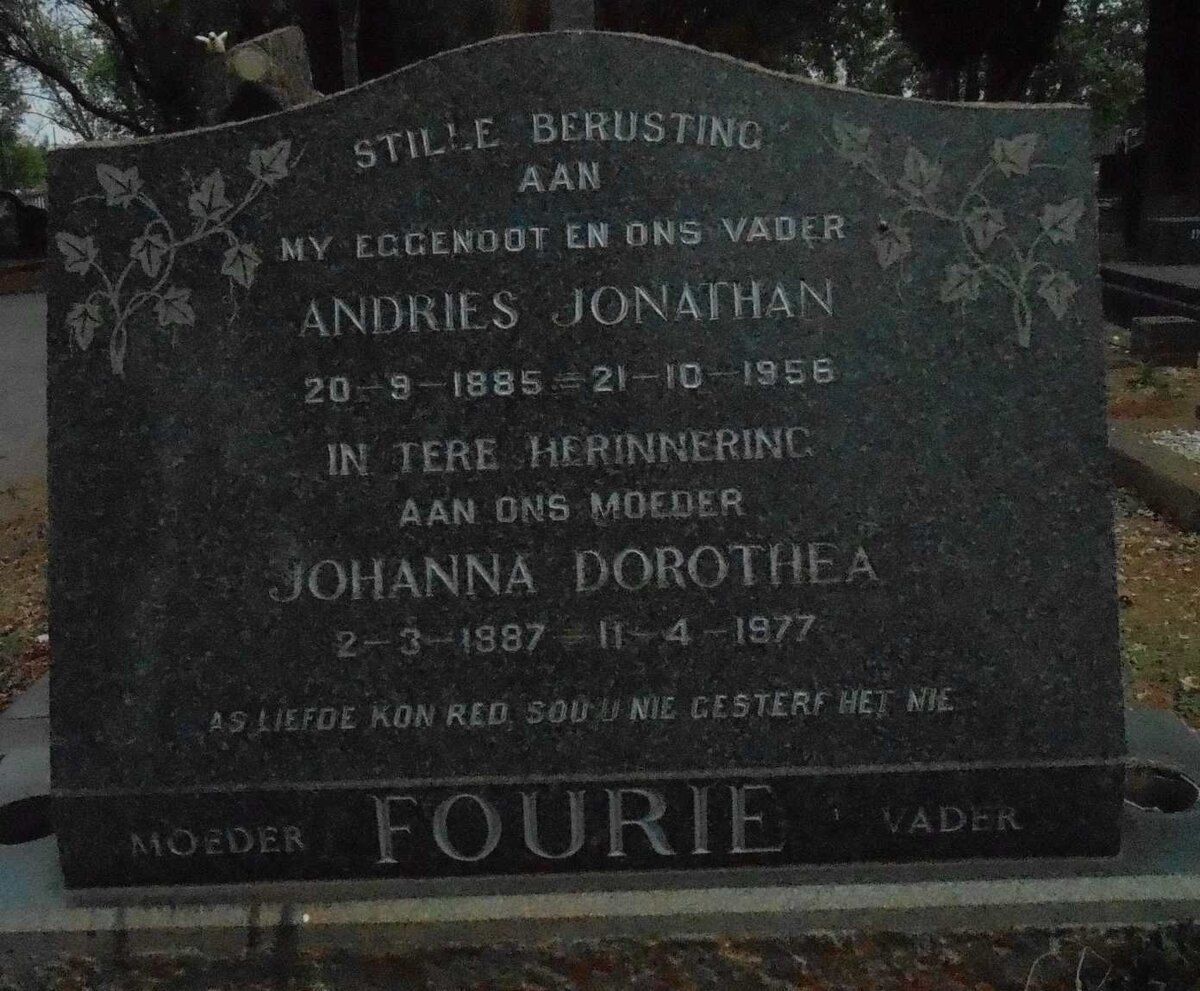 STILLE BERUSTING
AAN
MY EGGENOOT EN ONS VADER
ANDRIES JONATHAN
20-9-1885=21-10-1956
IN TERE HERINNERING
AAN ONS MOEDER
JOHANNA DOROTHEA
2-3-1887=11-4-1977
AS LIEFDE KON RED, SOU U NIE GESTERF HET NIE
MOEDER FOURIE VADER